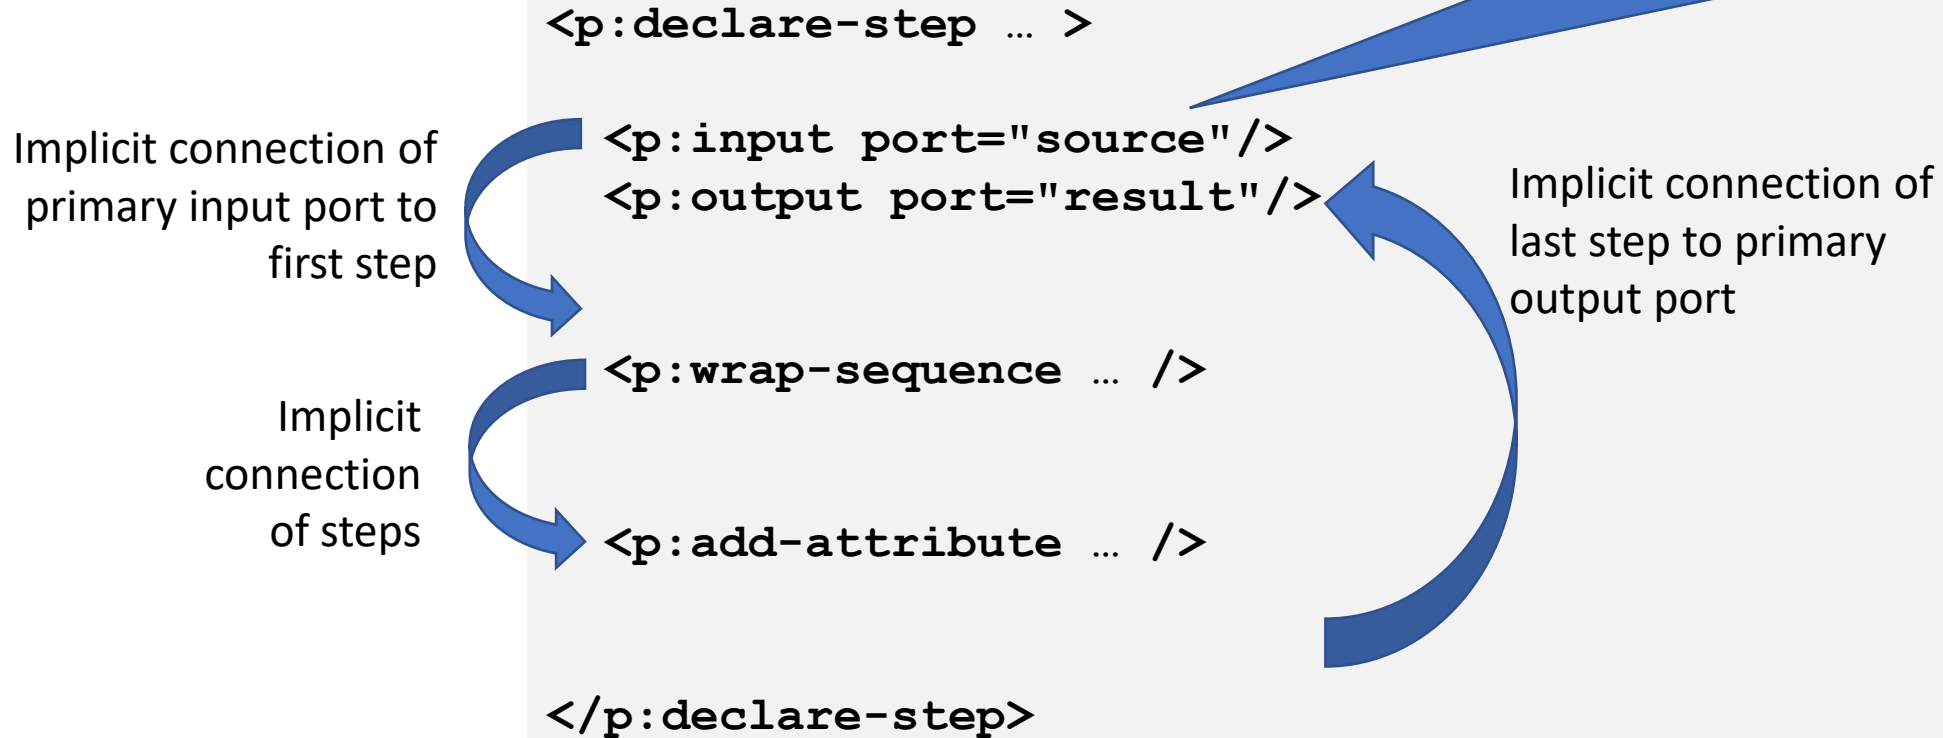 <p:declare-step … >
Implicit connection of
primary input port to
first step
<p:input port="source"/>
<p:output port="result"/>
Implicit connection of
last step to primary
output port
<p:wrap-sequence … />
Implicit
connection
of steps
<p:add-attribute … />
</p:declare-step>